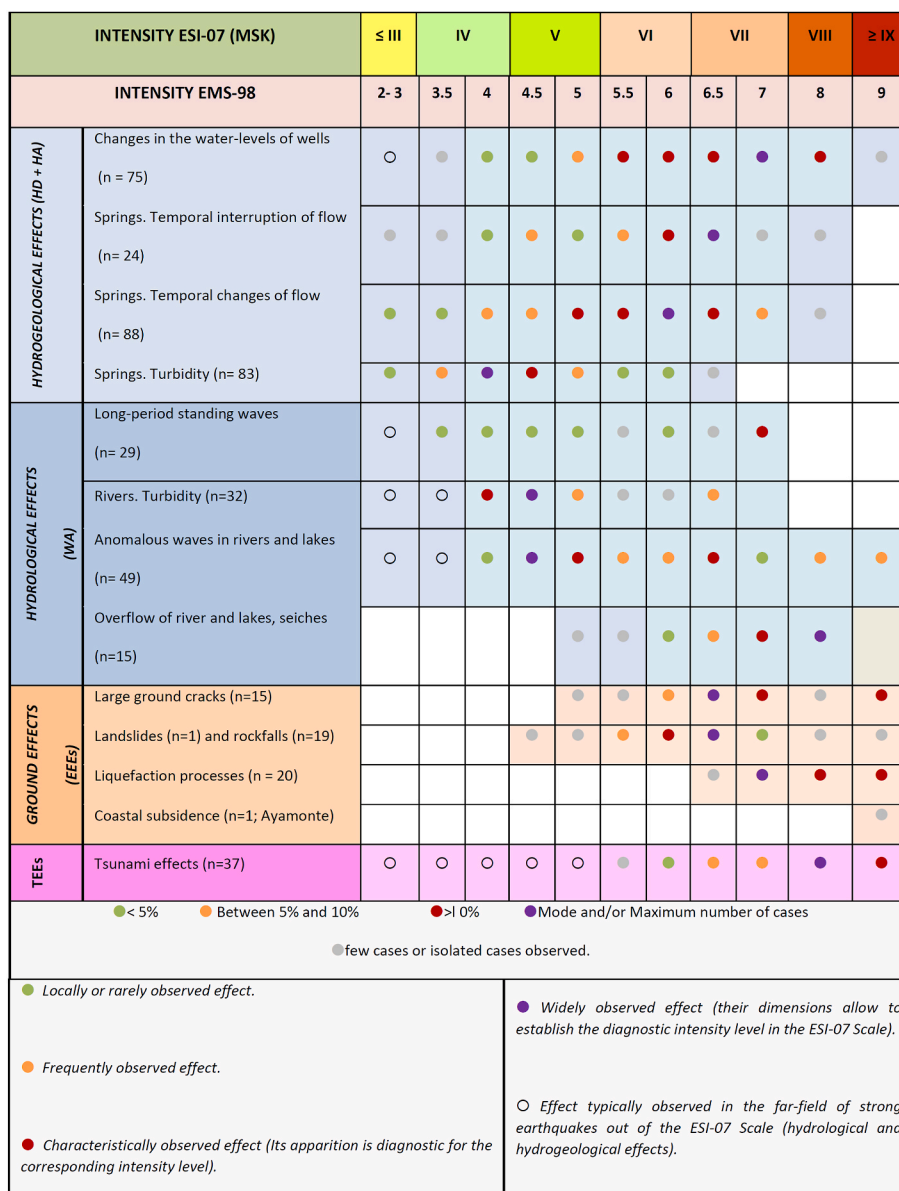 INTENSITY ESI-07 (MSK) ≤ III IV V VI VII VIII ≥ IX
INTENSITY EMS-98 2- 3 3.5 4 4.5 5 5.5 6 6.5 7 8 9
HYDROGEOLOGICAL EFFECTS (HD + HA)
Changes in the water-levels of wells
(n = 75)
Springs. Temporal interruption of flow
(n= 24)
Springs. Temporal changes of flow
(n= 88)
Springs. Turbidity (n= 83)
HYDROLOGICAL EFFECTS
(WA)
Long-period standing waves
(n= 29)
Rivers. Turbidity (n=32)
Anomalous waves in rivers and lakes
(n= 49)
Overflow of river and lakes, seiches
(n=15)
GROUND EFFECTS
(EEEs)
Large ground cracks (n=15)
Landslides (n=1) and rockfalls (n=19)
Liquefaction processes (n = 20)
Coastal subsidence (n=1; Ayamonte)
TEEs
Tsunami effects (n=37)
< 5% Between 5% and 10% >l 0% Mode and/or Maximum number of cases
few cases or isolated cases observed.
Locally or rarely observed effect.
Frequently observed effect.
Characteristically observed effect (Its apparition is diagnostic for the
corresponding intensity level).
Widely observed effect (their dimensions allow to
establish the diagnostic intensity level in the ESI-07 Scale).
Effect typically observed in the far-field of strong
earthquakes out of the ESI-07 Scale (hydrological and
hydrogeological effects).